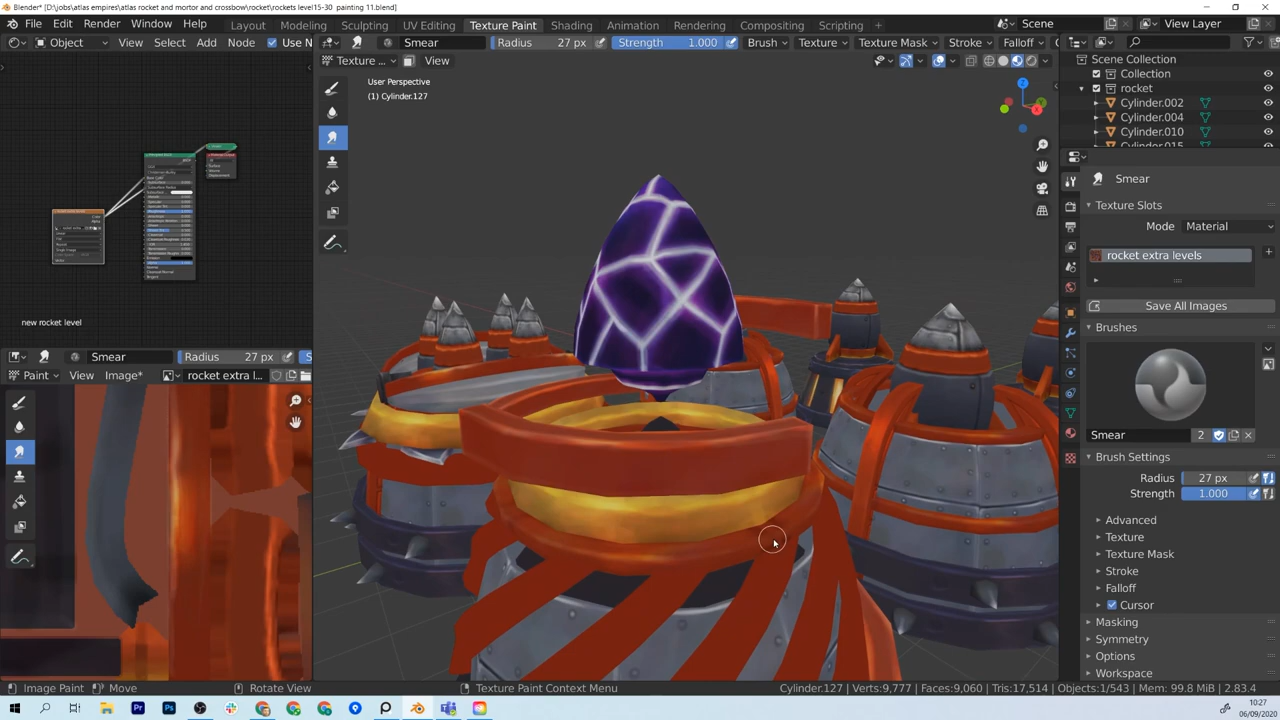 Blender* [D:\jobs\atlas empires\atlas rocket and mortor and crossbow\rocket\rockets level15-30 painting 11.blend]
File Edit Render Window Help Layout Modeling Sculpting UV Editing Texture Paint Shading Animation Rendering Compositing Scripting Scene View Layer
Object View Select Add Node Use N Smear Radius 27 px Strength 1.000 Brush Texture Texture Mask Stroke Falloff
Texture ... View
User Perspective
(1) Cylinder.127
Scene Collection
Collection
rocket
Cylinder.002
Cylinder.004
Cylinder.010
Smear
Texture Slots
Mode Material
rocket extra levels
Save All Images
Brushes
Smear 2
Brush Settings
Radius 27 px
Strength 1.000
Advanced
Texture
Texture Mask
Stroke
Falloff
Cursor
Masking
Symmetry
Options
Workspace
new rocket level
Smear Radius 27 px S
Paint View Image* rocket extra l...
Image Paint Move Rotate View Texture Paint Context Menu Cylinder.127 | Verts:9,777 | Faces:9,060 | Tris:17,514 | Objects:1/543 | Mem: 99.8 MiB | 2.83.4
10:27
06/09/2020